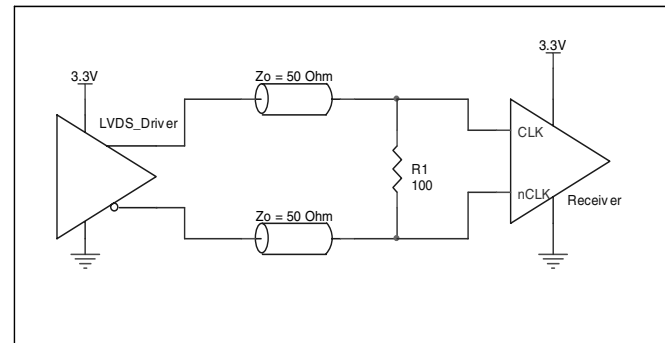 3.3V
3.3V
Zo = 50 Ohm
LVDS_Driver
CLK
R1
100
nCLK
Receiver
Zo = 50 Ohm